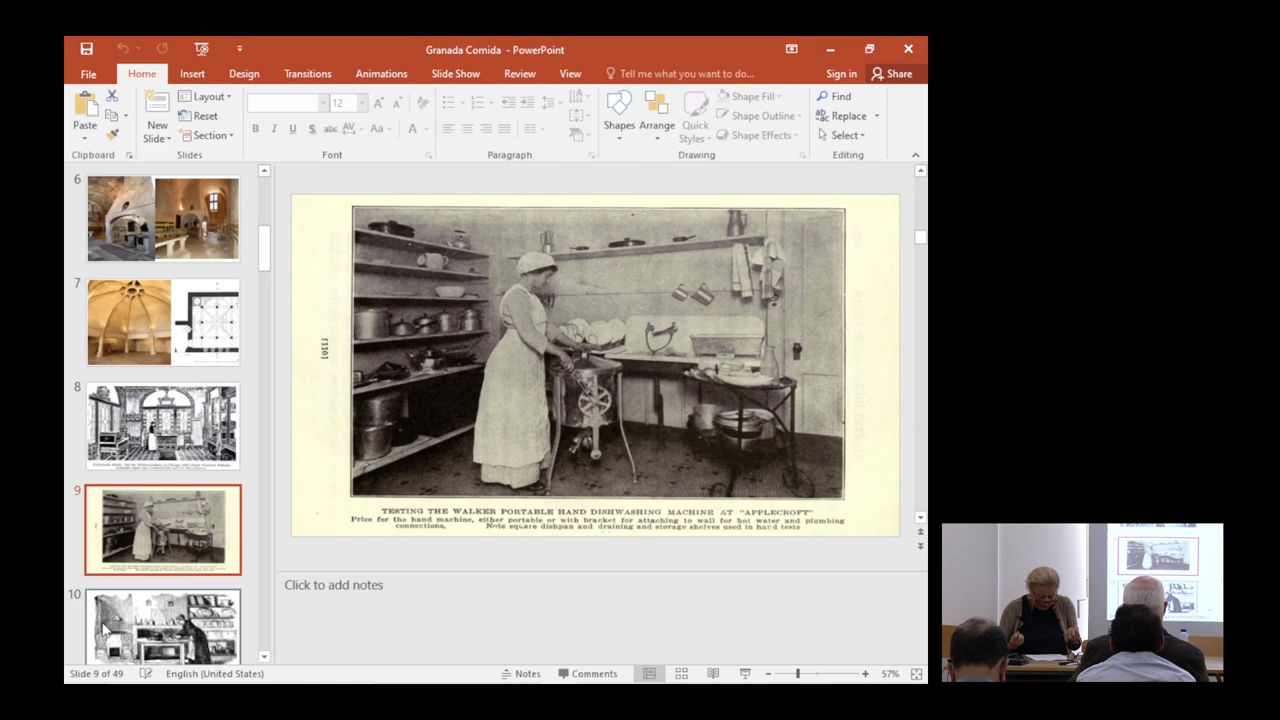 Granada Comida - PowerPoint
File Home Insert Design Transitions Animations Slide Show Review View Tell me what you want to do... Sign in Share
Paste
New Slide
Layout
Reset
Section
12
B I U S abc AV Aa A
Shapes Arrange Quick Styles
Shape Fill
Shape Outline
Shape Effects
Find
Replace
Select
Clipboard Slides Font Paragraph Drawing Editing
6
7
8
9
10
[110]
TESTING THE WALKER PORTABLE HAND DISHWASHING MACHINE AT "APPLECROFT"
Price for the hand machine, either portable or with bracket for attaching to wall for hot water and plumbing
connections, Note square dishpan and draining and storage shelves used in hand tests
Click to add notes
Slide 9 of 49 English (United States) Notes Comments 57%